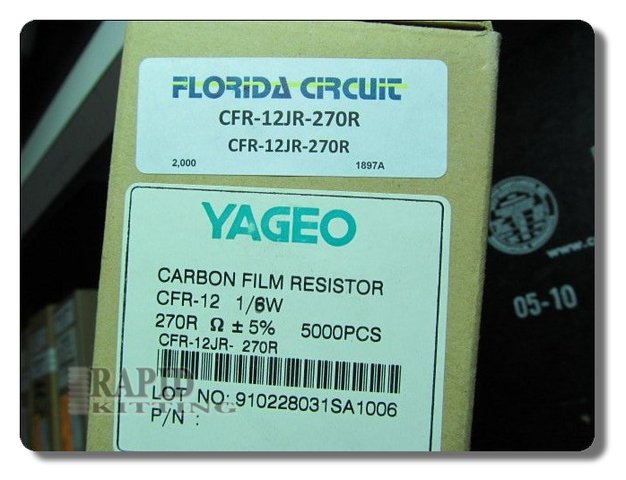 FLORIDA CIRCUIT
CFR-12JR-270R
CFR-12JR-270R
2,000 1897A
YAGEO
CARBON FILM RESISTOR
CFR-12 1/6W
270R Ω ± 5% 5000PCS
CFR-12JR- 270R
LOT NO: 910228031SA1006
P/N :
RAPID
KITTING
www.c
05-10